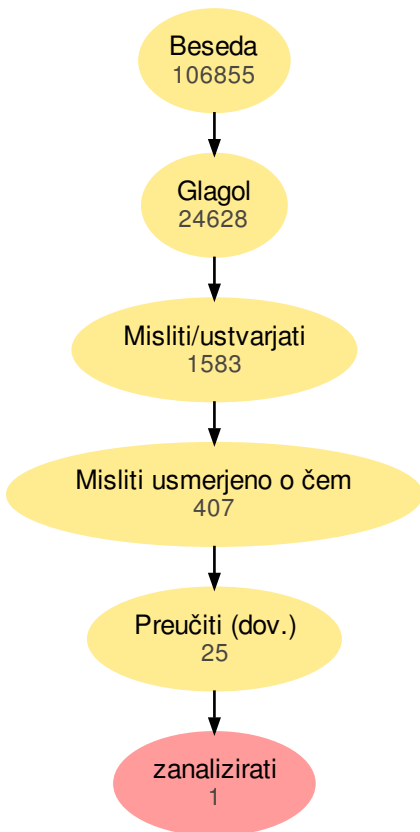 Beseda
106855
Glagol
24628
Misliti/ustvarjati
1583
Misliti usmerjeno o čem
407
Preučiti (dov.)
25
zanalizirati
1